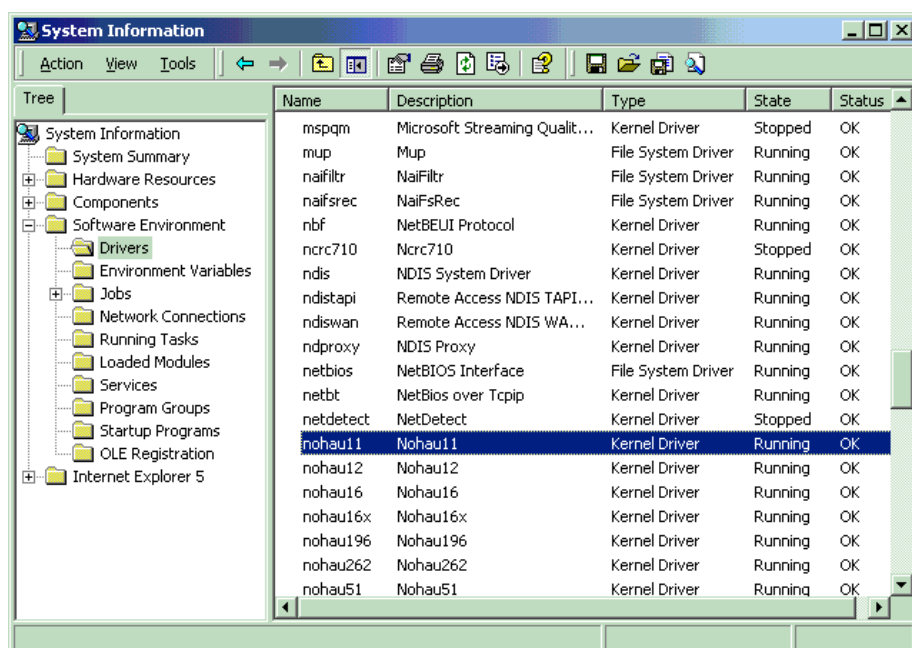 System Information
Action View Tools
Tree
System Information
System Summary
Hardware Resources
Components
Software Environment
Drivers
Environment Variables
Jobs
Network Connections
Running Tasks
Loaded Modules
Services
Program Groups
Startup Programs
OLE Registration
Internet Explorer 5
Name Description Type State Status
mspqm Microsoft Streaming Qualit... Kernel Driver Stopped OK
mup Mup File System Driver Running OK
naifiltr NaiFiltr File System Driver Running OK
naifsrec NaiFsRec File System Driver Running OK
nbf NetBEUI Protocol Kernel Driver Running OK
ncrc710 Ncrc710 Kernel Driver Stopped OK
ndis NDIS System Driver Kernel Driver Running OK
ndistapi Remote Access NDIS TAPI... Kernel Driver Running OK
ndiswan Remote Access NDIS WA... Kernel Driver Running OK
ndproxy NDIS Proxy Kernel Driver Running OK
netbios NetBIOS Interface File System Driver Running OK
netbt NetBios over Tcpip Kernel Driver Running OK
netdetect NetDetect Kernel Driver Stopped OK
nohau11 Nohau11 Kernel Driver Running OK
nohau12 Nohau12 Kernel Driver Running OK
nohau16 Nohau16 Kernel Driver Running OK
nohau16x Nohau16x Kernel Driver Running OK
nohau196 Nohau196 Kernel Driver Running OK
nohau262 Nohau262 Kernel Driver Running OK
nohau51 Nohau51 Kernel Driver Running OK